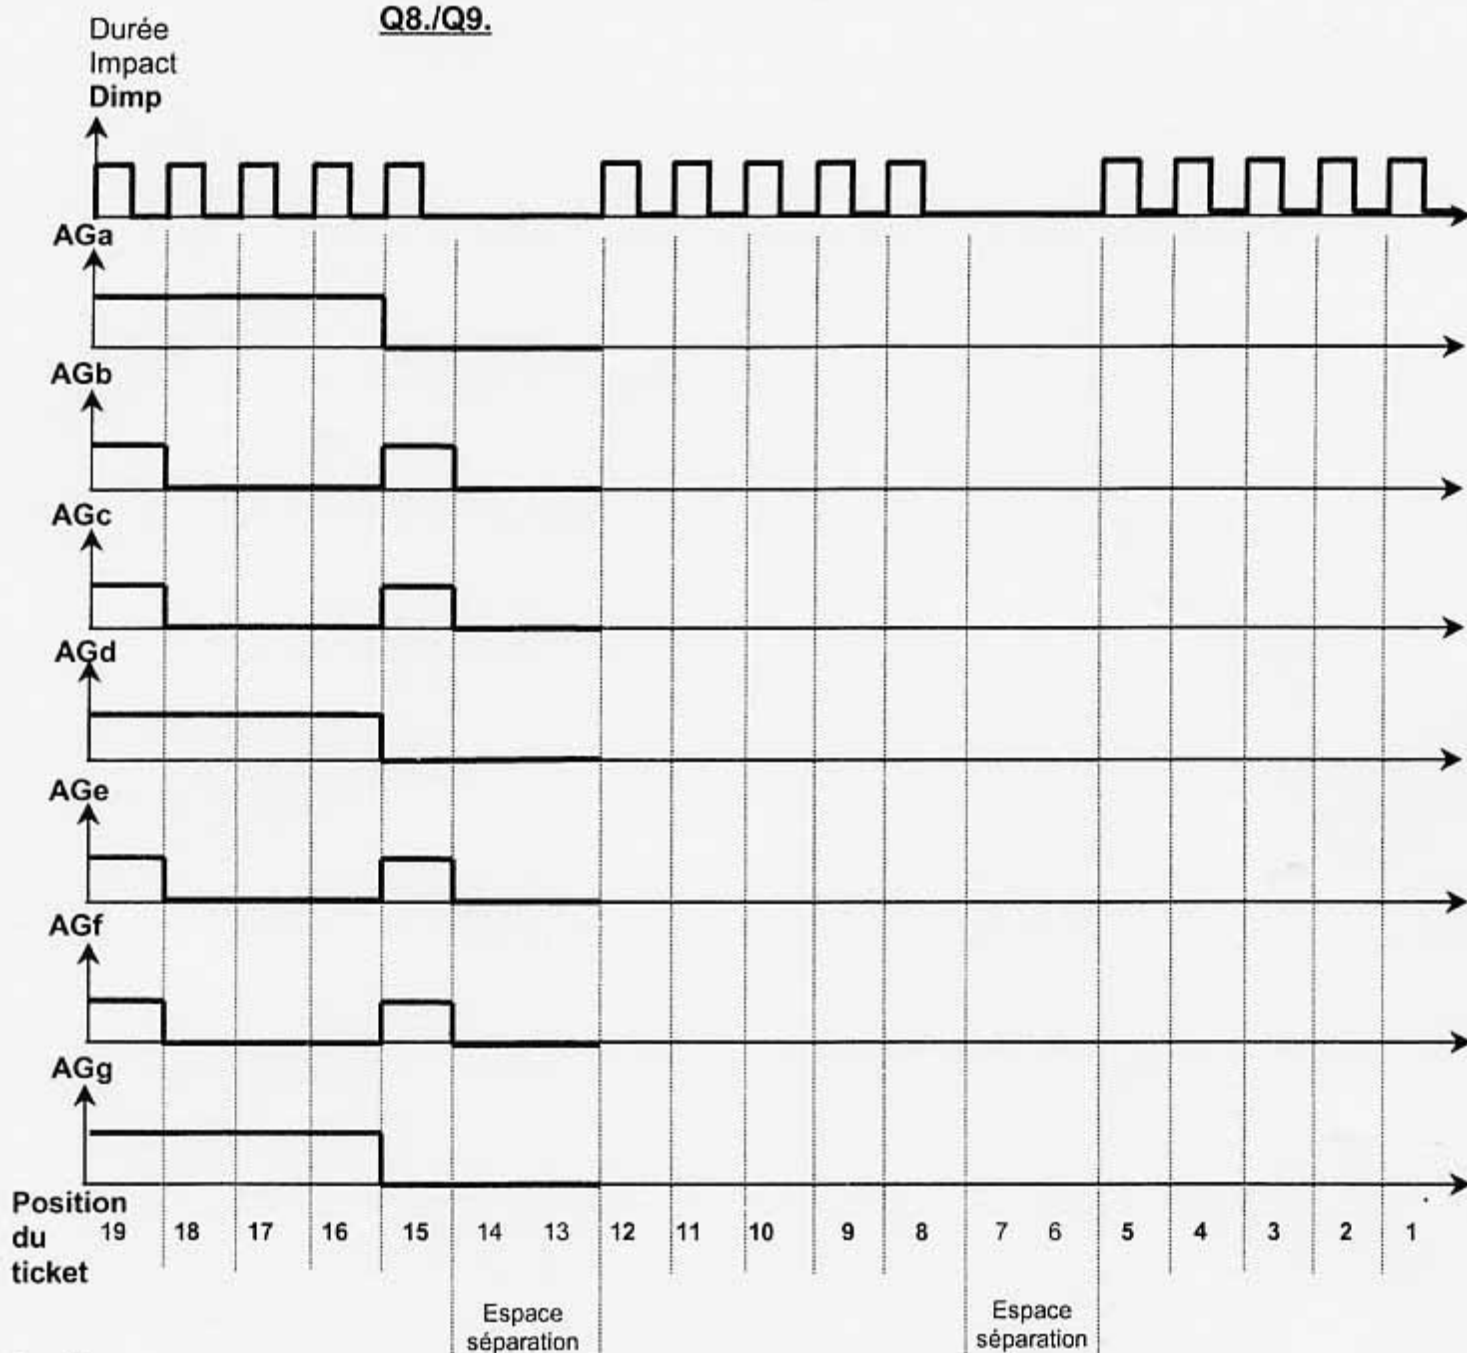 Q8./Q9.
Durée
Impact
Dimp
AGa
AGb
AGc
AGd
AGe
AGf
AGg
Position
du
ticket
19 18 17 16 15 14 13 12 11 10 9 8 7 6 5 4 3 2 1
Espace
séparation
Espace
séparation